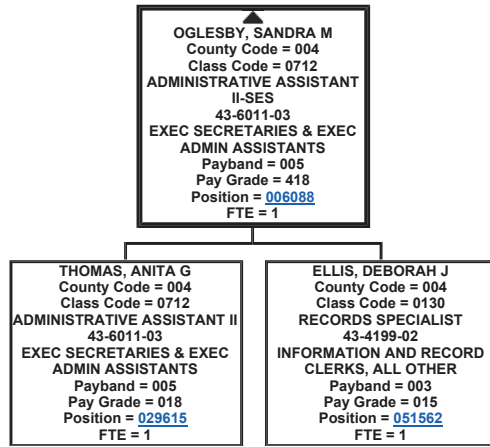 OGLESBY, SANDRA M
County Code = 004
Class Code = 0712
ADMINISTRATIVE ASSISTANT
II-SES
43-6011-03
EXEC SECRETARIES & EXEC
ADMIN ASSISTANTS
Payband = 005
Pay Grade = 418
Position = 006088
FTE = 1
THOMAS, ANITA G
County Code = 004
Class Code = 0712
ADMINISTRATIVE ASSISTANT II
43-6011-03
EXEC SECRETARIES & EXEC
ADMIN ASSISTANTS
Payband = 005
Pay Grade = 018
Position = 029615
FTE = 1
ELLIS, DEBORAH J
County Code = 004
Class Code = 0130
RECORDS SPECIALIST
43-4199-02
INFORMATION AND RECORD
CLERKS, ALL OTHER
Payband = 003
Pay Grade = 015
Position = 051562
FTE = 1